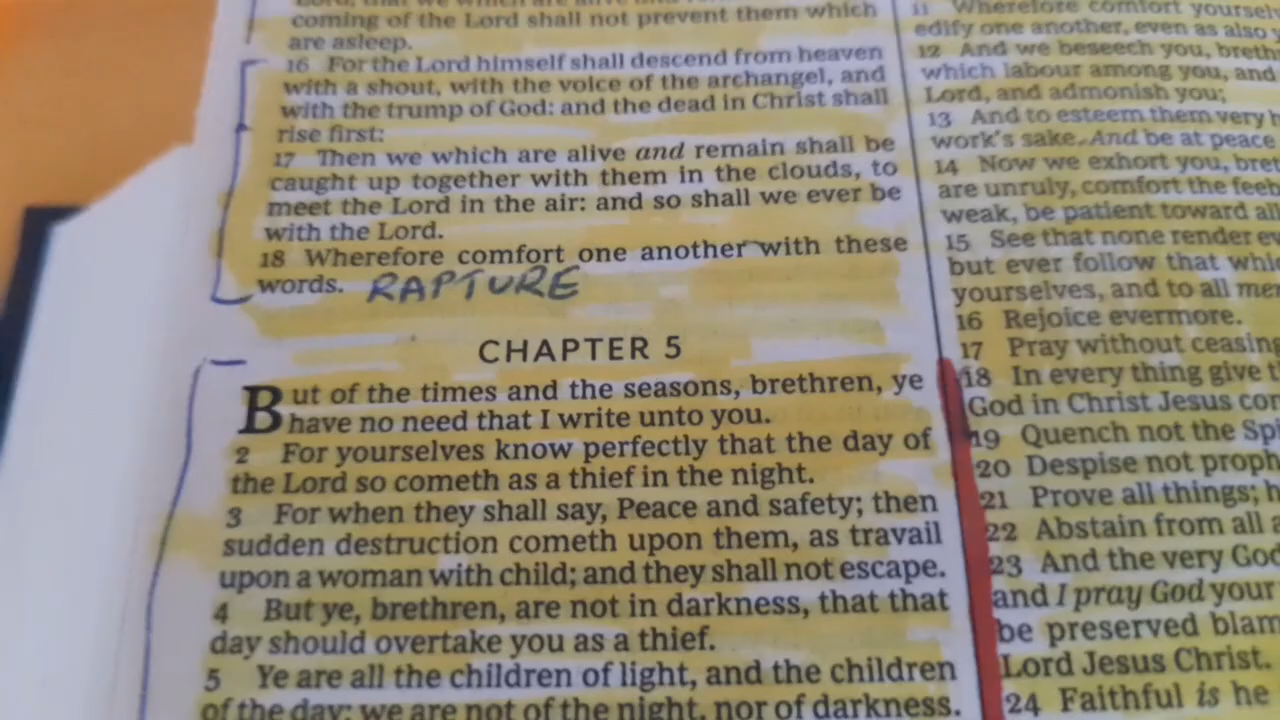 coming of the Lord shall not prevent them which
are asleep.
16 For the Lord himself shall descend from heaven
with a shout, with the voice of the archangel, and
with the trump of God: and the dead in Christ shall
rise first:
17 Then we which are alive and remain shall be
caught up together with them in the clouds, to
meet the Lord in the air: and so shall we ever be
with the Lord.
18 Wherefore comfort one another with these
words. RAPTURE
CHAPTER 5
But of the times and the seasons, brethren, ye
have no need that I write unto you.
2 For yourselves know perfectly that the day of
the Lord so cometh as a thief in the night.
3 For when they shall say, Peace and safety; then
sudden destruction cometh upon them, as travail
upon a woman with child; and they shall not escape.
4 But ye, brethren, are not in darkness, that that
day should overtake you as a thief.
5 Ye are all the children of light, and the children
of the day: we are not of the night, nor of darkness.
11 Wherefore comfort
edify one another, even as also
12 And we beseech you,
which labour among you, and
Lord, and admonish you;
13 And to esteem them very
work's sake. And be at peace
14 Now we exhort you,
are unruly, comfort the
weak, be patient toward all
15 See that none render
but ever follow that
yourselves, and to all
16 Rejoice evermore.
17 Pray without ceasing
18 In every thing give
God in Christ Jesus
19 Quench not the
20 Despise not
21 Prove all things;
22 Abstain from all
23 And the very
and I pray God your
be preserved
Lord Jesus Christ.
24 Faithful is he